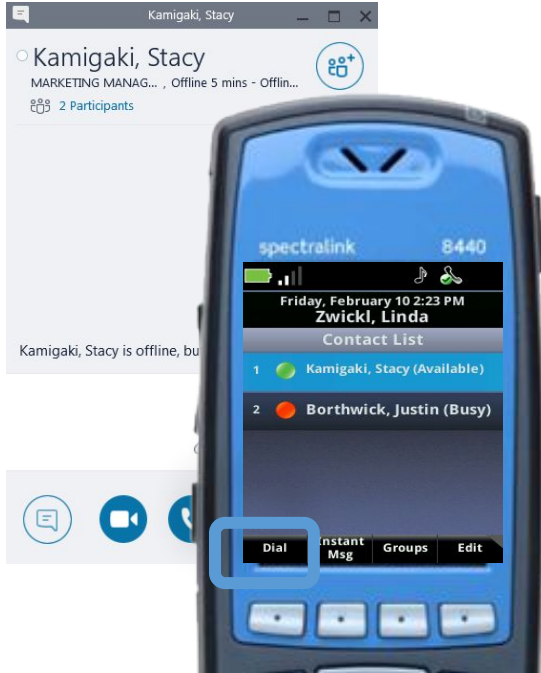 Kamigaki, Stacy
Kamigaki, Stacy
MARKETING MANAG... , Offline 5 mins - Offlin...
2 Participants
Kamigaki, Stacy is offline, bu
spectralink 8440
Friday, February 10 2:23 PM
Zwickl, Linda
Contact List
1 Kamigaki, Stacy (Available)
2 Borthwick, Justin (Busy)
Dial Instant Msg Groups Edit